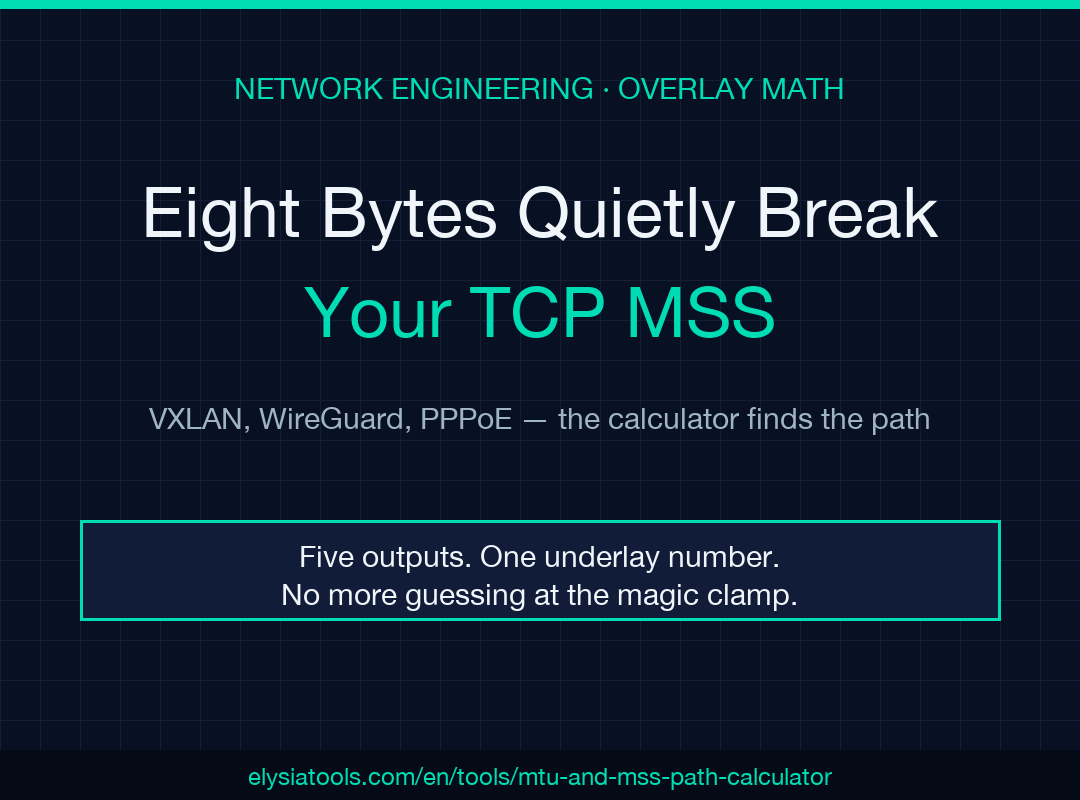 NETWORK ENGINEERING · OVERLAY MATH
Eight Bytes Quietly Break
Your TCP MSS
VXLAN, WireGuard, PPPoE — the calculator finds the path
Five outputs. One underlay number.
No more guessing at the magic clamp.
elysiatools.com/en/tools/mtu-and-mss-path-calculator